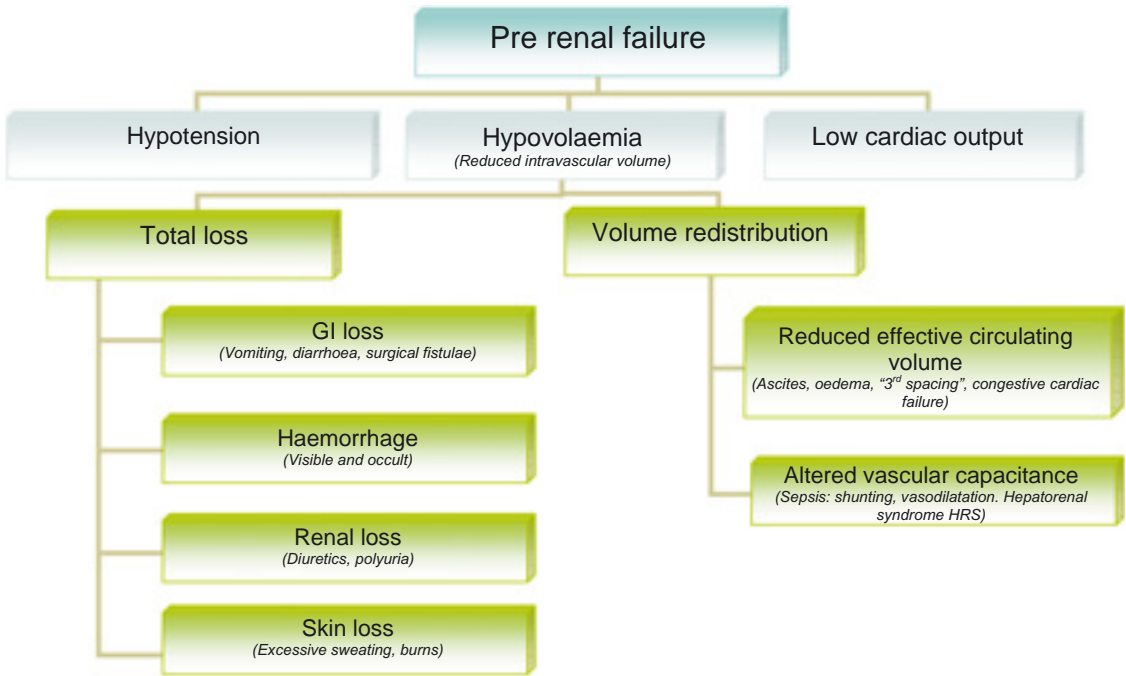 Pre renal failure
Hypotension
Hypovolaemia
(Reduced intravascular volume)
Low cardiac output
Total loss
Volume redistribution
GI loss
(Vomiting, diarrhoea, surgical fistulae)
Haemorrhage
(Visible and occult)
Renal loss
(Diuretics, polyuria)
Skin loss
(Excessive sweating, burns)
Reduced effective circulating
volume
(Ascites, oedema, “3rd spacing”, congestive cardiac
failure)
Altered vascular capacitance
(Sepsis: shunting, vasodilatation. Hepatorenal
syndrome HRS)